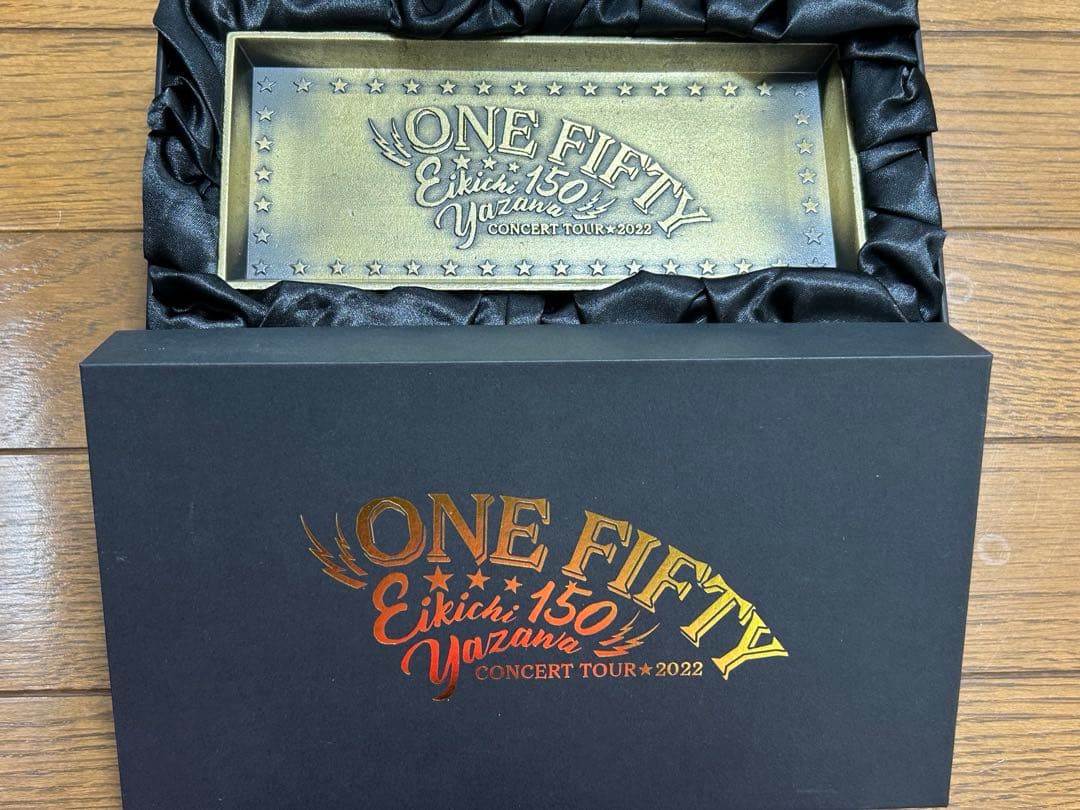 ONE FIFTY
Eikichi 150
Yazawa
CONCERT TOUR★2022
ONE FIFTY
Eikichi 150
Yazawa
CONCERT TOUR★2022